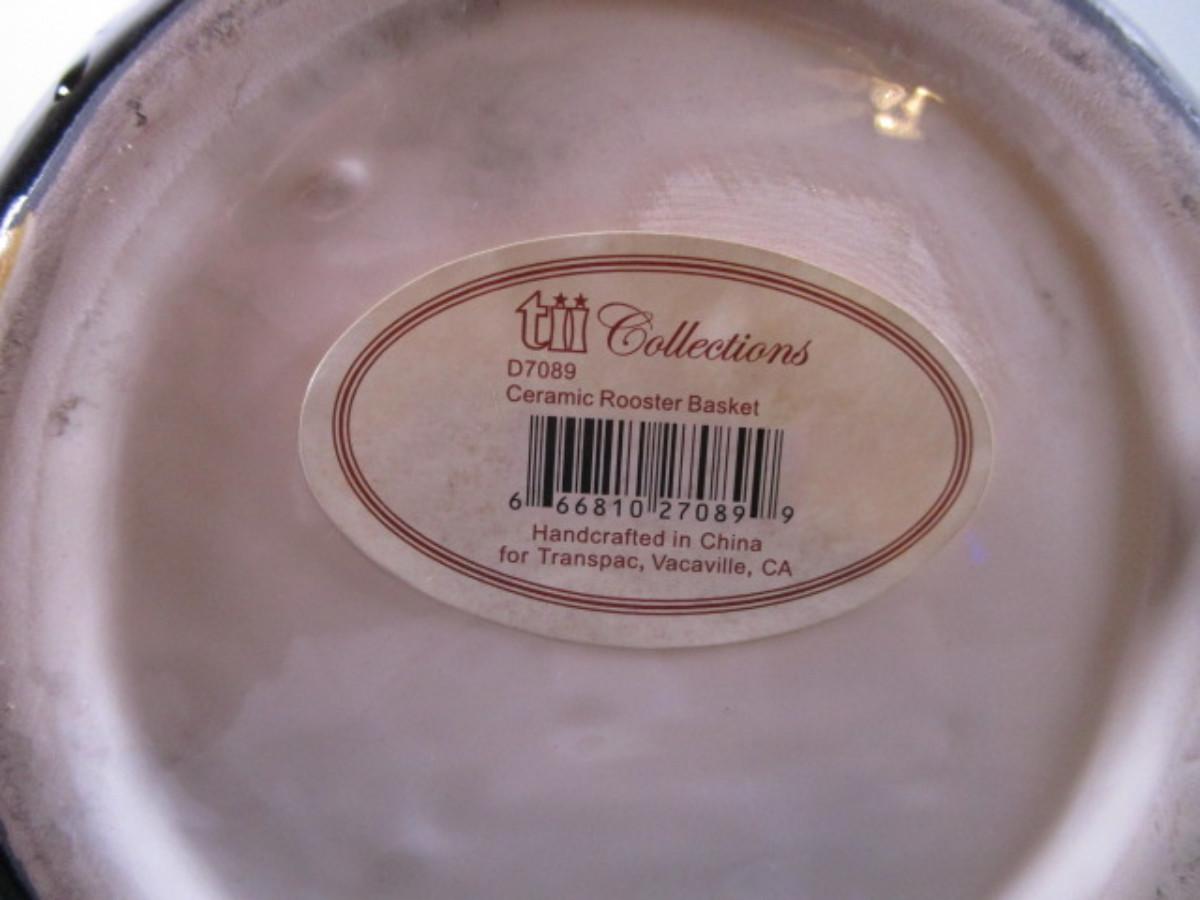 tii Collections
D7089
Ceramic Rooster Basket
6 66810 27089 9
Handcrafted in China
for Transpac, Vacaville, CA